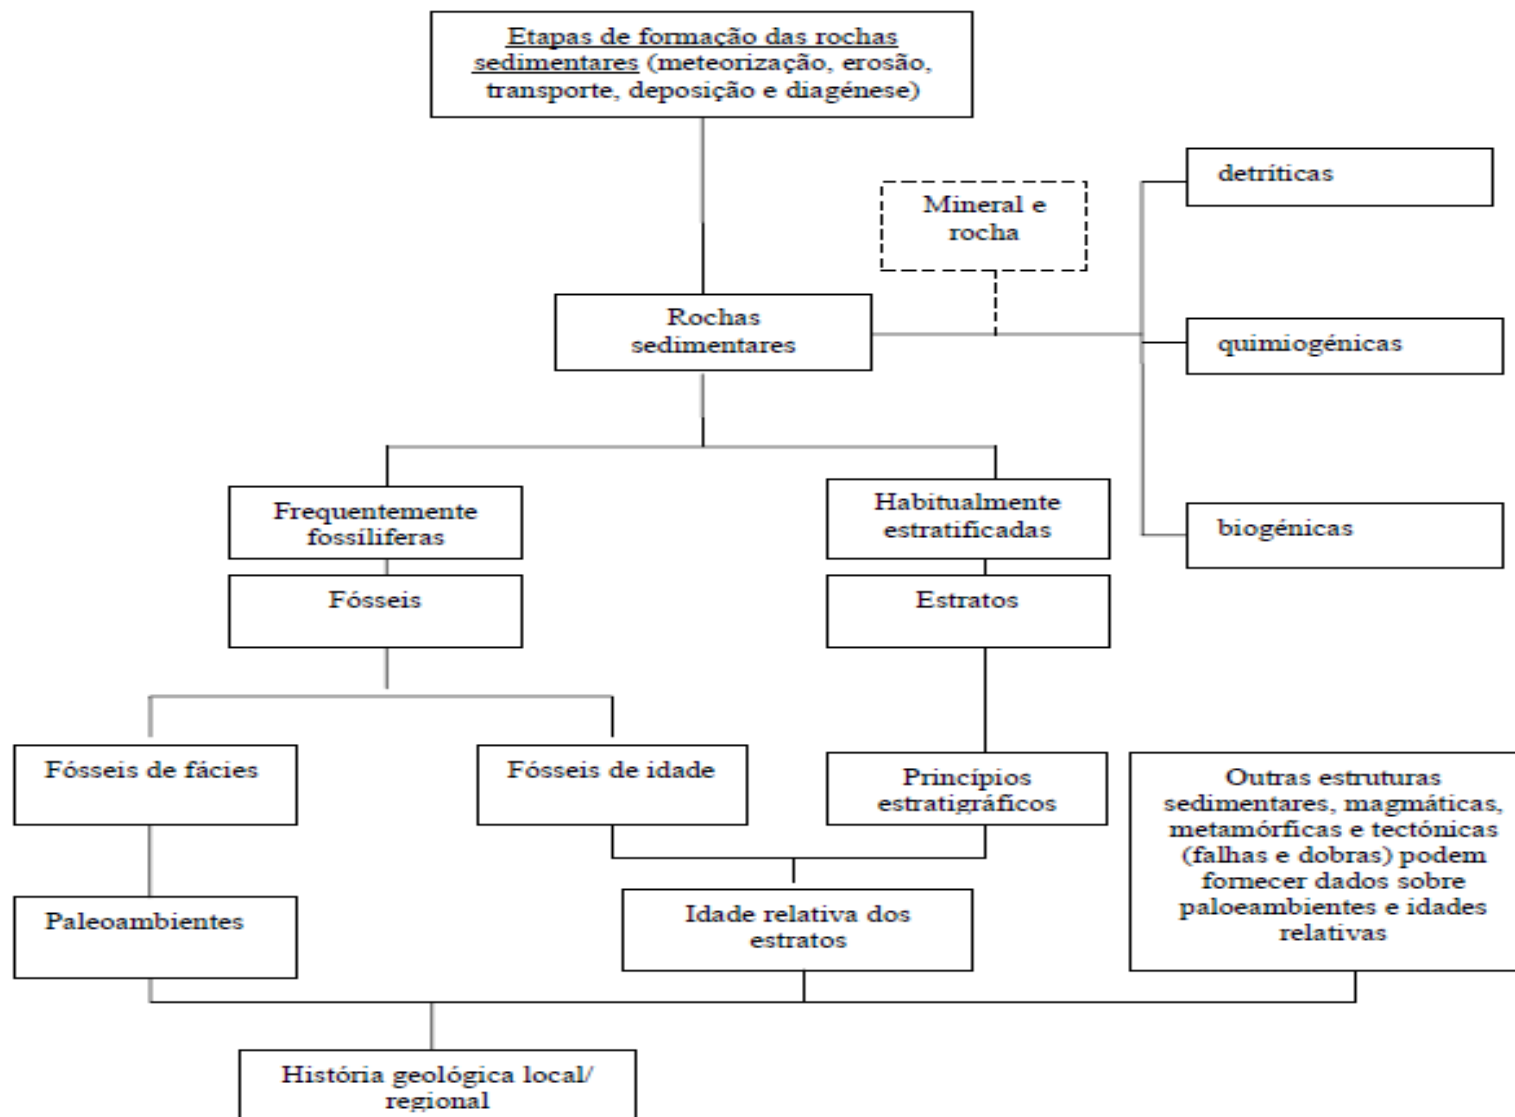 Etapas de formação das rochas
sedimentares (meteorização, erosão,
transporte, deposição e diagénese)
detríticas
Mineral e
rocha
Rochas
sedimentares
quimiogénicas
biogénicas
Frequentemente
fossíliferas
Habitualmente
estratificadas
Fósseis
Estratos
Fósseis de fácies
Fósseis de idade
Princípios
estratigráficos
Outras estruturas
sedimentares, magmáticas,
metamórficas e tectónicas
(falhas e dobras) podem
fornecer dados sobre
paloeambientes e idades
relativas
Paleoambientes
Idade relativa dos
estratos
História geológica local/
regional